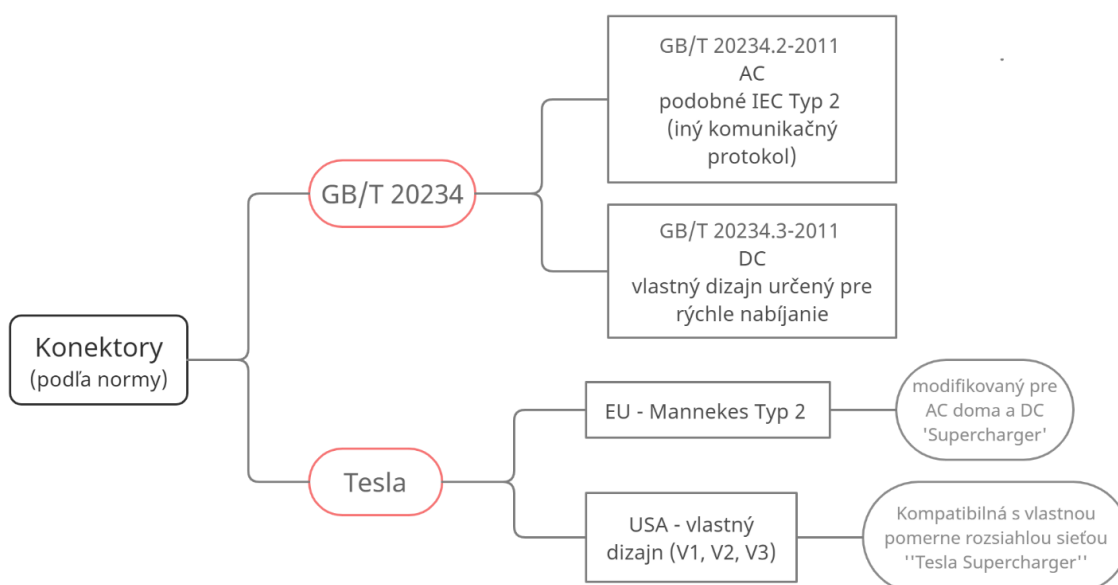 Konektory
(podľa normy)
GB/T 20234
GB/T 20234.2-2011
AC
podobné IEC Typ 2
(iný komunikačný
protokol)
GB/T 20234.3-2011
DC
vlastný dizajn určený pre
rýchle nabíjanie
Tesla
EU - Mannekes Typ 2
modifikovaný pre
AC doma a DC
'Supercharger'
USA - vlastný
dizajn (V1, V2, V3)
Kompatibilná s vlastnou
pomerne rozsiahlou sieťou
''Tesla Supercharger''